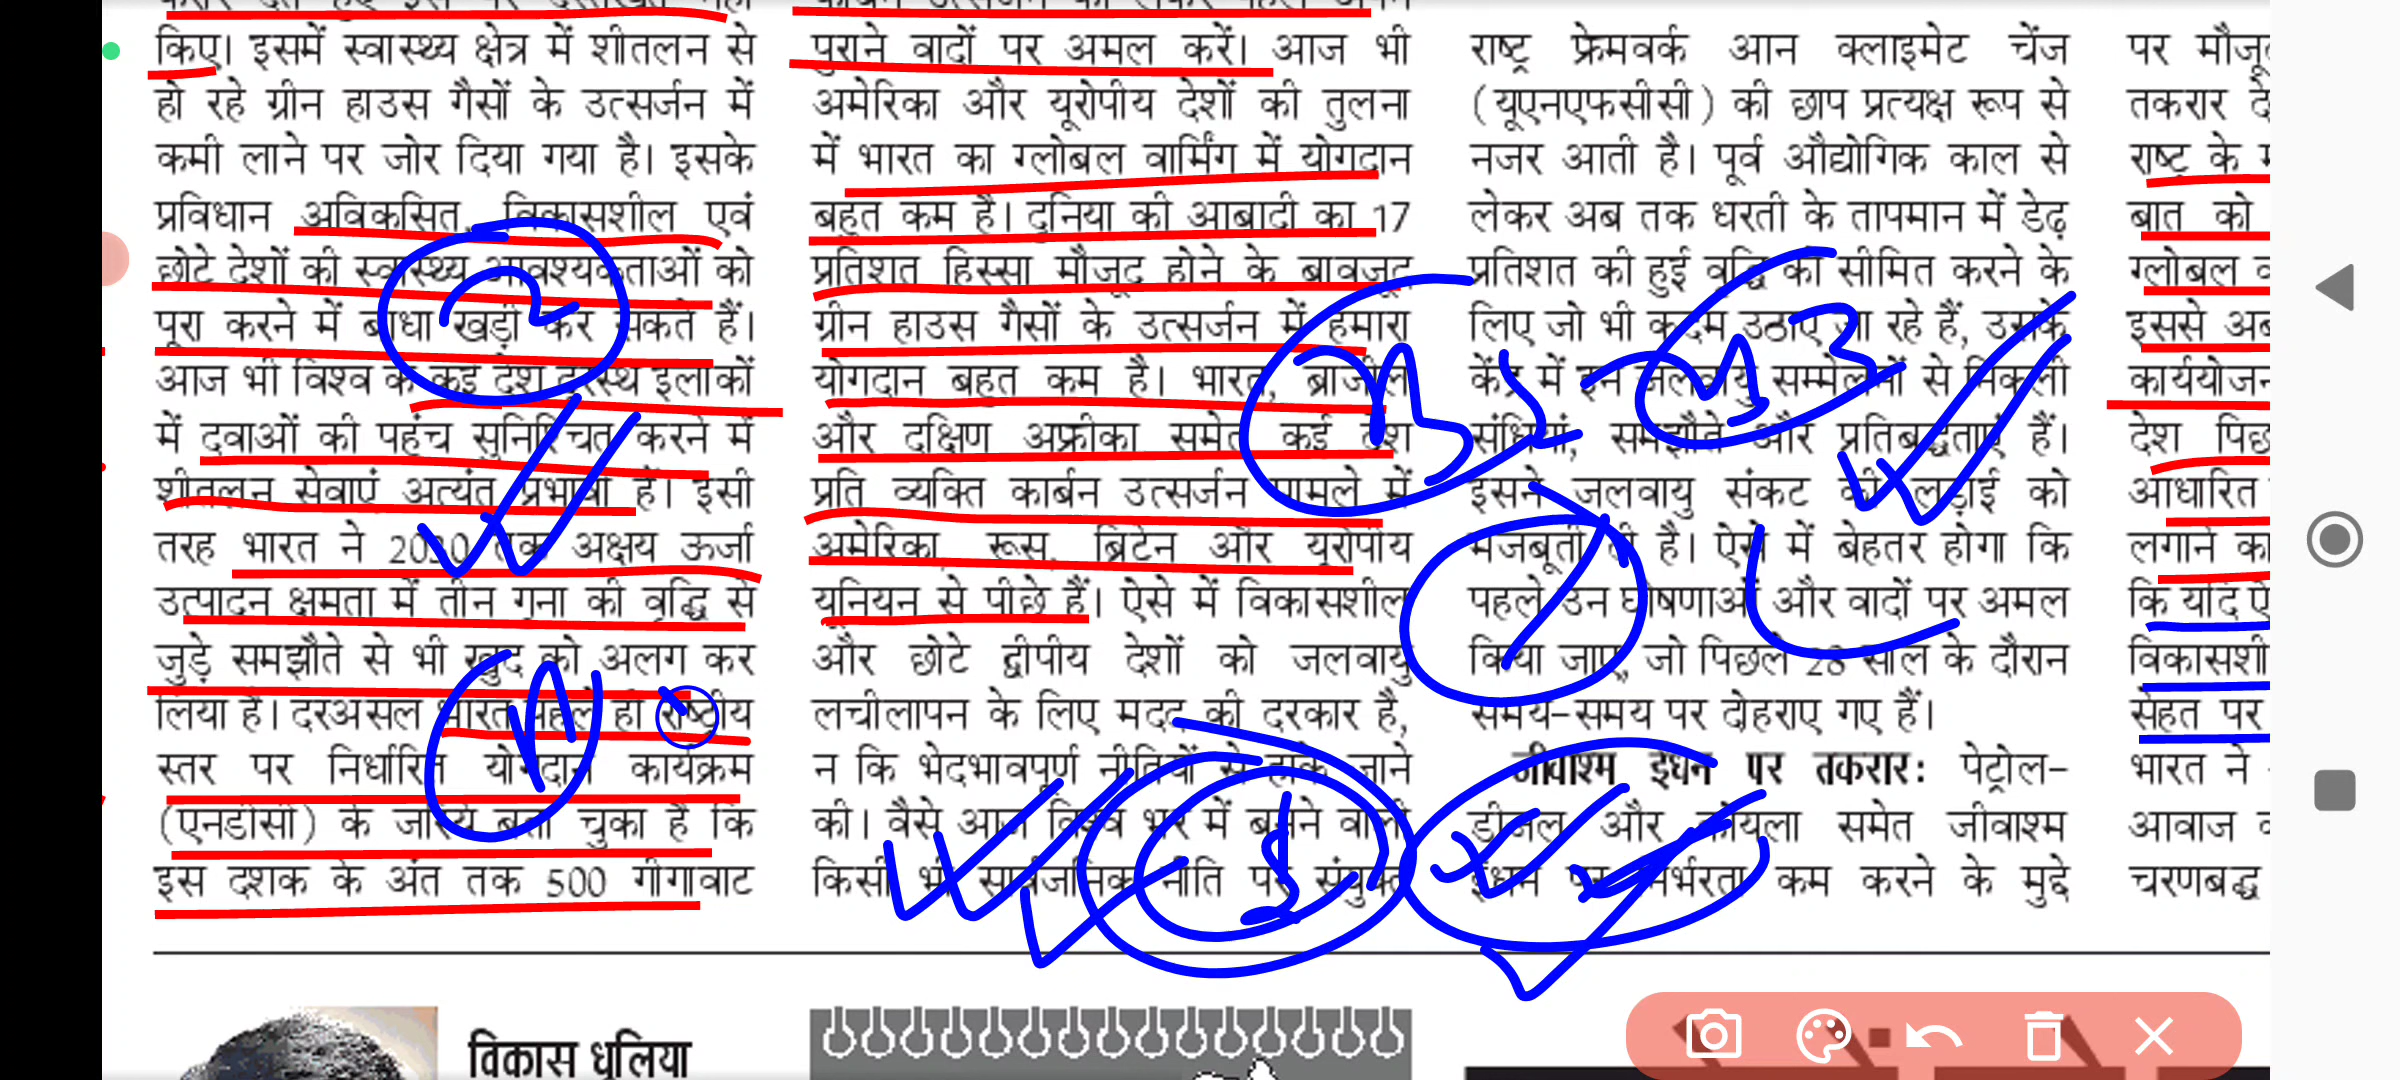 किए। इसमें स्वास्थ्य क्षेत्र में शीतलन से
हो रहे ग्रीन हाउस गैसों के उत्सर्जन में
कमी लाने पर जोर दिया गया है। इसके
प्रविधान अविकसित, विकासशील एवं
छोटे देशों की स्वास्थ्य आवश्यकताओं को
पूरा करने में बाधा खड़ी कर सकते हैं।
आज भी विश्व के कई देश दूरस्थ इलाकों
में दवाओं की पहुंच सुनिश्चित करने में
शीतलन सेवाएं अत्यंत प्रभावी हैं। इसी
तरह भारत ने 2030 तक अक्षय ऊर्जा
उत्पादन क्षमता में तीन गुना की वृद्धि से
जुड़े समझौते से भी खुद को अलग कर
लिया है। दरअसल भारत पहले ही राष्ट्रीय
स्तर पर निर्धारित योगदान कार्यक्रम
(एनडीसी) के जरिये बता चुका है कि
इस दशक के अंत तक 500 गीगावाट
पुराने वादों पर अमल करें। आज भी
अमेरिका और यूरोपीय देशों की तुलना
में भारत का ग्लोबल वार्मिंग में योगदान
बहुत कम है। दुनिया की आबादी का 17
प्रतिशत हिस्सा मौजूद होने के बावजूद
ग्रीन हाउस गैसों के उत्सर्जन में हमारा
योगदान बहुत कम है। भारत, ब्राजील
और दक्षिण अफ्रीका समेत कई देश
प्रति व्यक्ति कार्बन उत्सर्जन मामले में
अमेरिका, रूस, ब्रिटेन और यूरोपीय
यूनियन से पीछे हैं। ऐसे में विकासशील
और छोटे द्वीपीय देशों को जलवायु
लचीलापन के लिए मदद की दरकार है,
न कि भेदभावपूर्ण नीतियों से हांके जाने
की। वैसे आज विश्व भर में बनने वाली
किसी भी सार्वजनिक नीति पर संयुक्त
राष्ट्र फ्रेमवर्क आन क्लाइमेट चेंज
(यूएनएफसीसी) की छाप प्रत्यक्ष रूप से
नजर आती है। पूर्व औद्योगिक काल से
लेकर अब तक धरती के तापमान में डेढ़
प्रतिशत की हुई वृद्धि को सीमित करने के
लिए जो भी कदम उठाए जा रहे हैं, उसके
केंद्र में इन जलवायु सम्मेलनों से निकली
संधियां, समझौते और प्रतिबद्धताएं हैं।
इसने जलवायु संकट की लड़ाई को
मजबूती दी है। ऐसे में बेहतर होगा कि
पहले उन घोषणाओं और वादों पर अमल
किया जाए, जो पिछले 28 साल के दौरान
समय-समय पर दोहराए गए हैं।
जीवाश्म ईंधन पर तकरार: पेट्रोल-
डीजल और कोयला समेत जीवाश्म
ईंधन पर निर्भरता कम करने के मुद्दे
पर
तकरार
राष्ट्र के
बात को
ग्लोबल
इससे
देश
आधारित
लगाने का
कि यदि
सेहत पर
भारत ने
आवाज
चरणबद्ध
विकास धूलिया